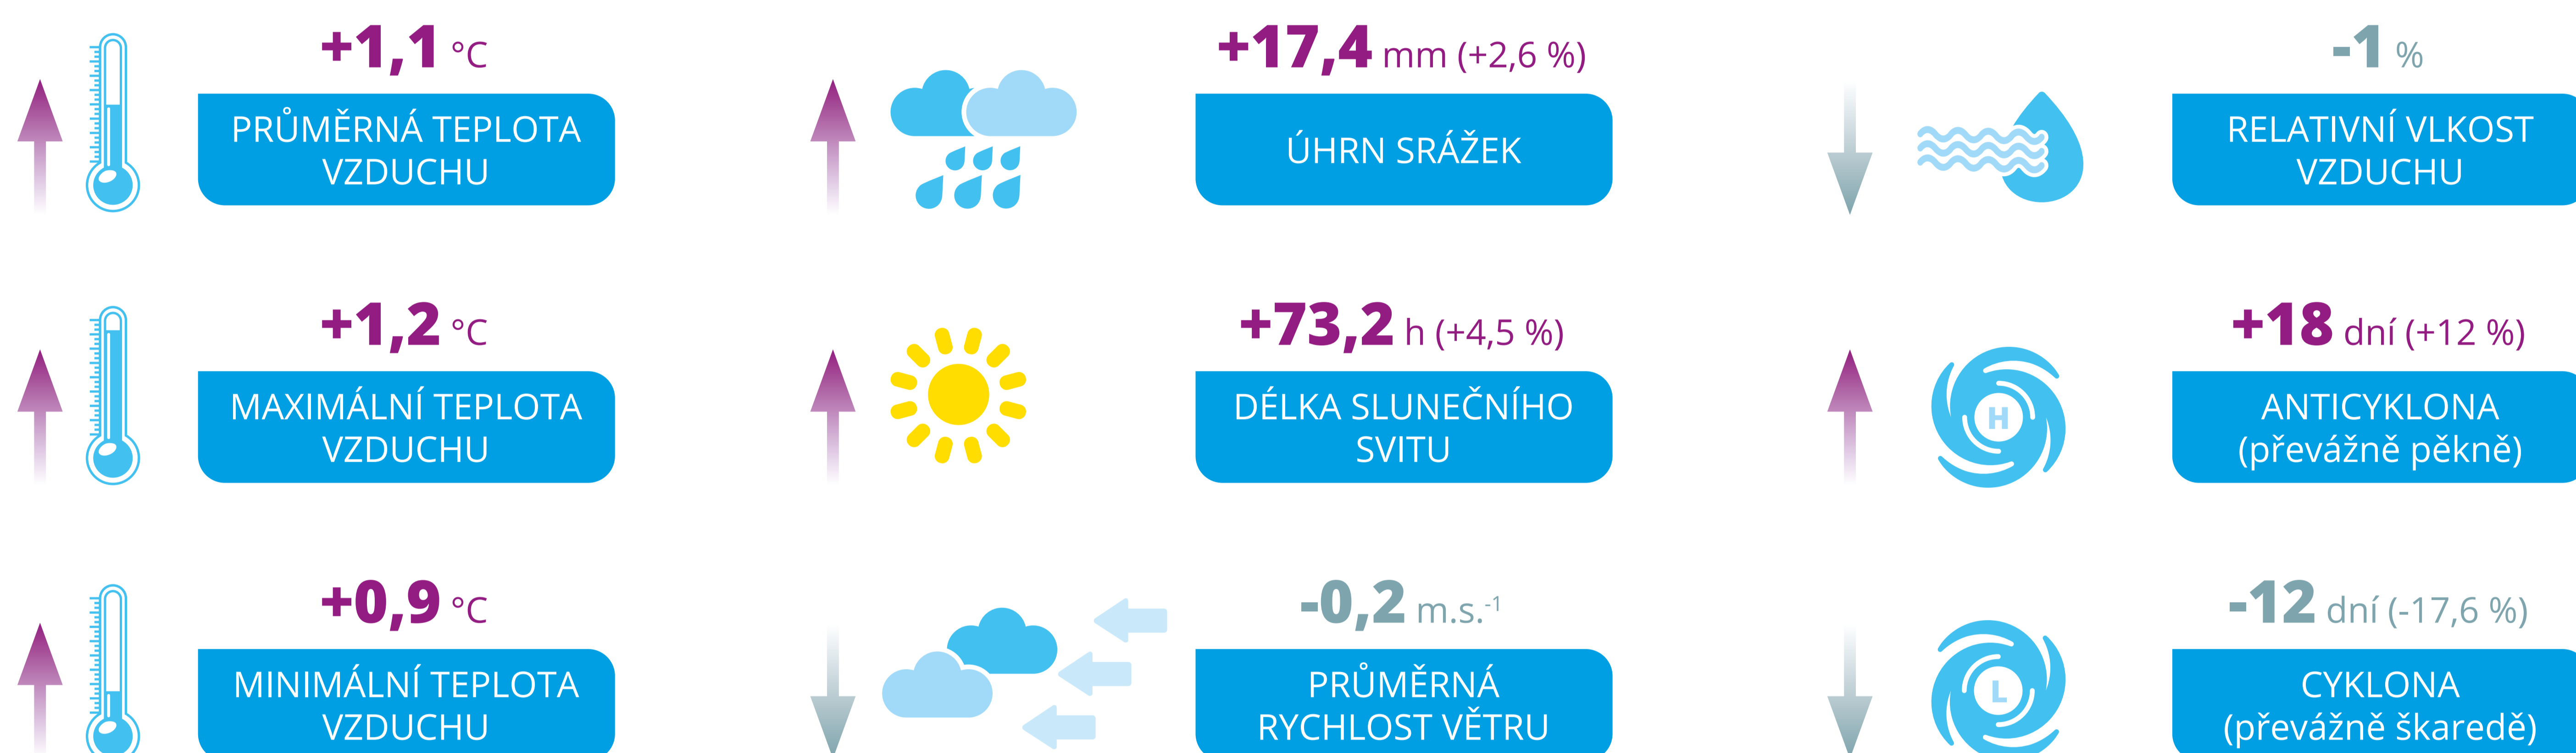 +1,1 °C
PRŮMĚRNÁ TEPLOTA
VZDUCHU
+17,4 mm (+2,6 %)
ÚHRN SRÁŽEK
-1 %
RELATIVNÍ VLKOST
VZDUCHU
+1,2 °C
MAXIMÁLNÍ TEPLOTA
VZDUCHU
+73,2 h (+4,5 %)
DÉLKA SLUNEČNÍHO
SVITU
H
+18 dní (+12 %)
ANTICYKLONA
(převážně pěkně)
+0,9 °C
MINIMÁLNÍ TEPLOTA
VZDUCHU
-0,2 m.s.⁻¹
PRŮMĚRNÁ
RYCHLOST VĚTRU
L
-12 dní (-17,6 %)
CYKLONA
(převážně škaredě)